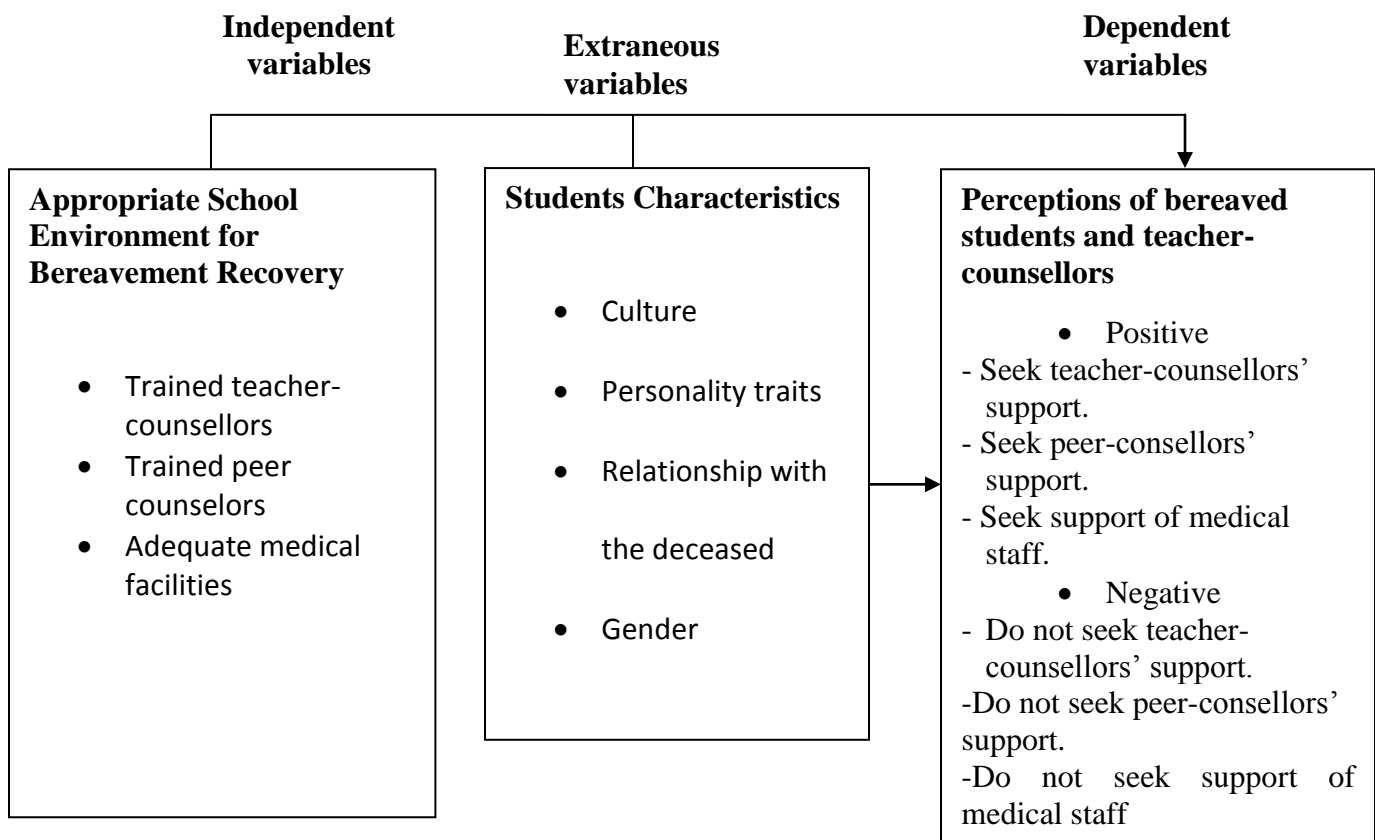 Independent
variables
Extraneous
variables
Dependent
variables
Appropriate School
Environment for
Bereavement Recovery
• Trained teacher-
counsellors
• Trained peer
counselors
• Adequate medical
facilities
Students Characteristics
• Culture
• Personality traits
• Relationship with
the deceased
• Gender
Perceptions of bereaved
students and teacher-
counsellors
• Positive
- Seek teacher-counsellors’
support.
- Seek peer-consellors’
support.
- Seek support of medical
staff.
• Negative
- Do not seek teacher-
counsellors’ support.
-Do not seek peer-consellors’
support.
-Do not seek support of
medical staff